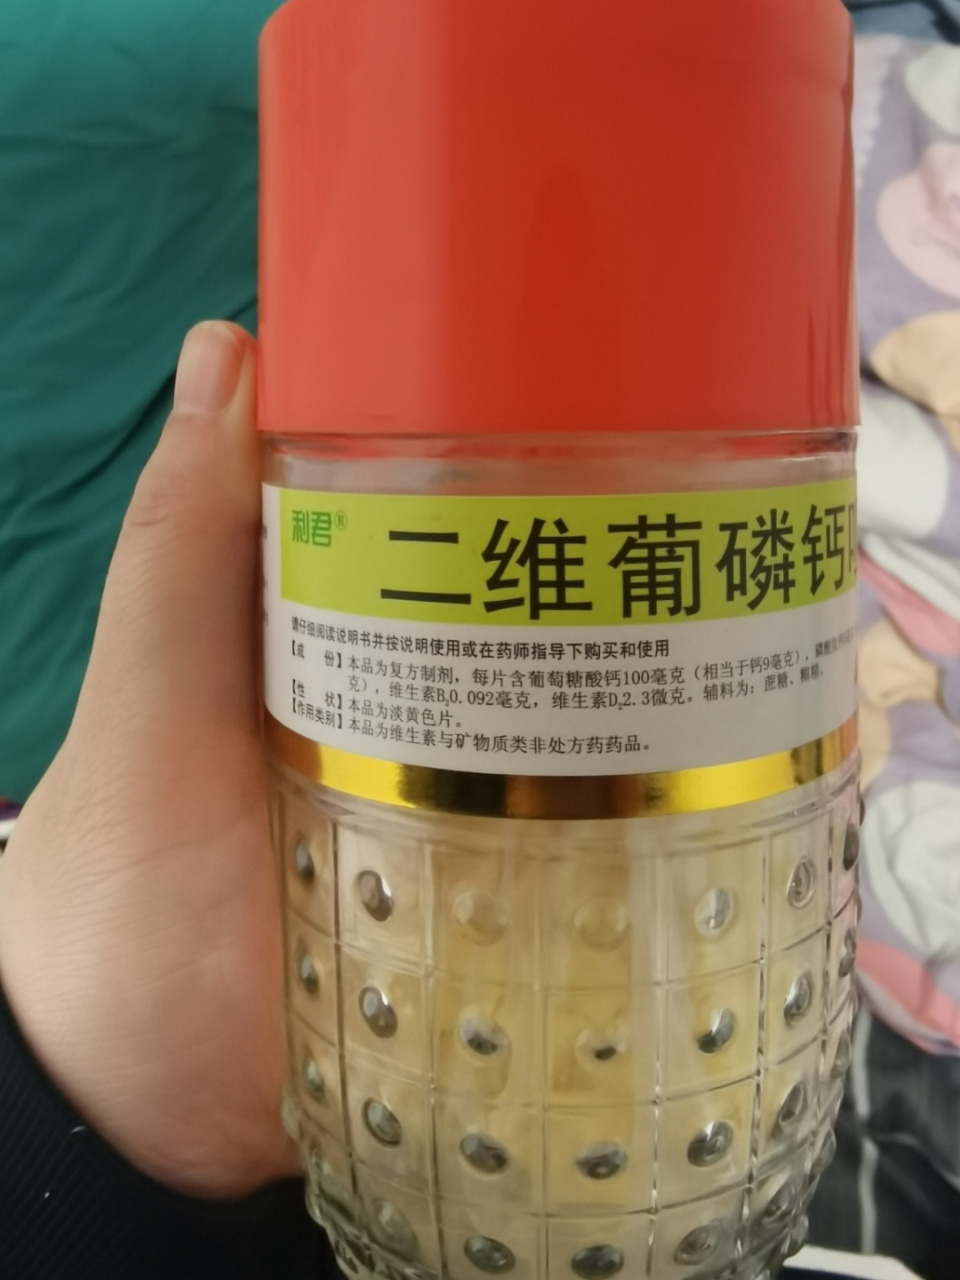 利君®
二维葡磷钙
请仔细阅读说明书并按说明使用或在药师指导下购买和使用
【成 份】本品为复方制剂，每片含葡萄糖酸钙100毫克（相当于钙9毫克），磷酸氢钙
克），维生素B₂0.092毫克，维生素D₂2.3微克。辅料为：蔗糖、糊精、
【性 状】本品为淡黄色片。
【作用类别】本品为维生素与矿物质类非处方药药品。